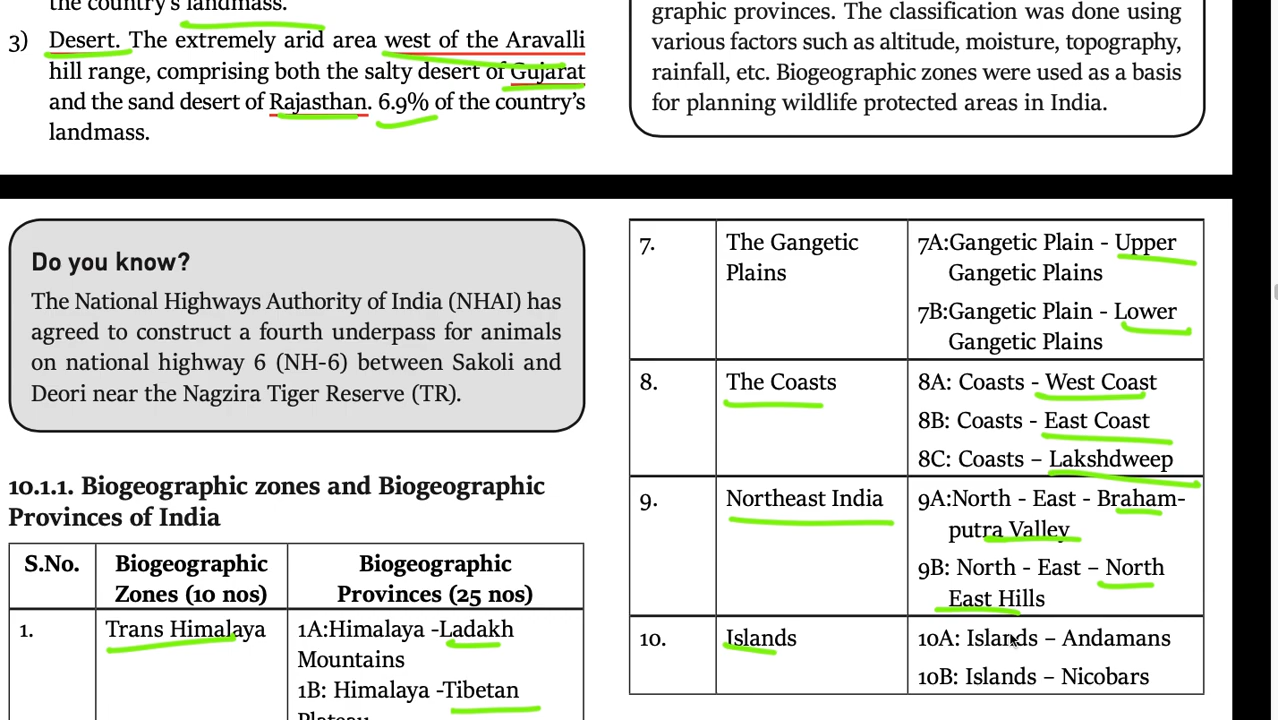 the country's landmass.
3) Desert. The extremely arid area west of the Aravalli
hill range, comprising both the salty desert of Gujarat
and the sand desert of Rajasthan. 6.9% of the country's
landmass.
graphic provinces. The classification was done using
various factors such as altitude, moisture, topography,
rainfall, etc. Biogeographic zones were used as a basis
for planning wildlife protected areas in India.
Do you know?
The National Highways Authority of India (NHAI) has
agreed to construct a fourth underpass for animals
on national highway 6 (NH-6) between Sakoli and
Deori near the Nagzira Tiger Reserve (TR).
10.1.1. Biogeographic zones and Biogeographic
Provinces of India
S.No. Biogeographic Biogeographic
Zones (10 nos) Provinces (25 nos)
1. Trans Himalaya 1A:Himalaya -Ladakh
Mountains
1B: Himalaya -Tibetan
Plateau
7. The Gangetic 7A:Gangetic Plain - Upper
Plains Gangetic Plains
7B:Gangetic Plain - Lower
Gangetic Plains
8. The Coasts 8A: Coasts - West Coast
8B: Coasts - East Coast
8C: Coasts – Lakshdweep
9. Northeast India 9A:North - East - Braham-
putra Valley
9B: North - East – North
East Hills
10. Islands 10A: Islands – Andamans
10B: Islands – Nicobars